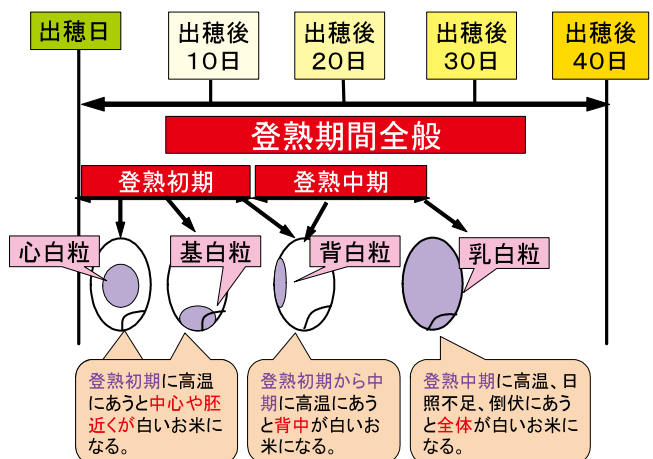 出穂日
出穂後
10日
出穂後
20日
出穂後
30日
出穂後
40日
登熟期間全般
登熟初期
登熟中期
心白粒
基白粒
背白粒
乳白粒
登熟初期に高温
にあうと中心や胚
近くが白いお米に
なる。
登熟初期から中
期に高温にあう
と背中が白いお
米になる。
登熟中期に高温、日
照不足、倒伏にあう
と全体が白いお米に
なる。